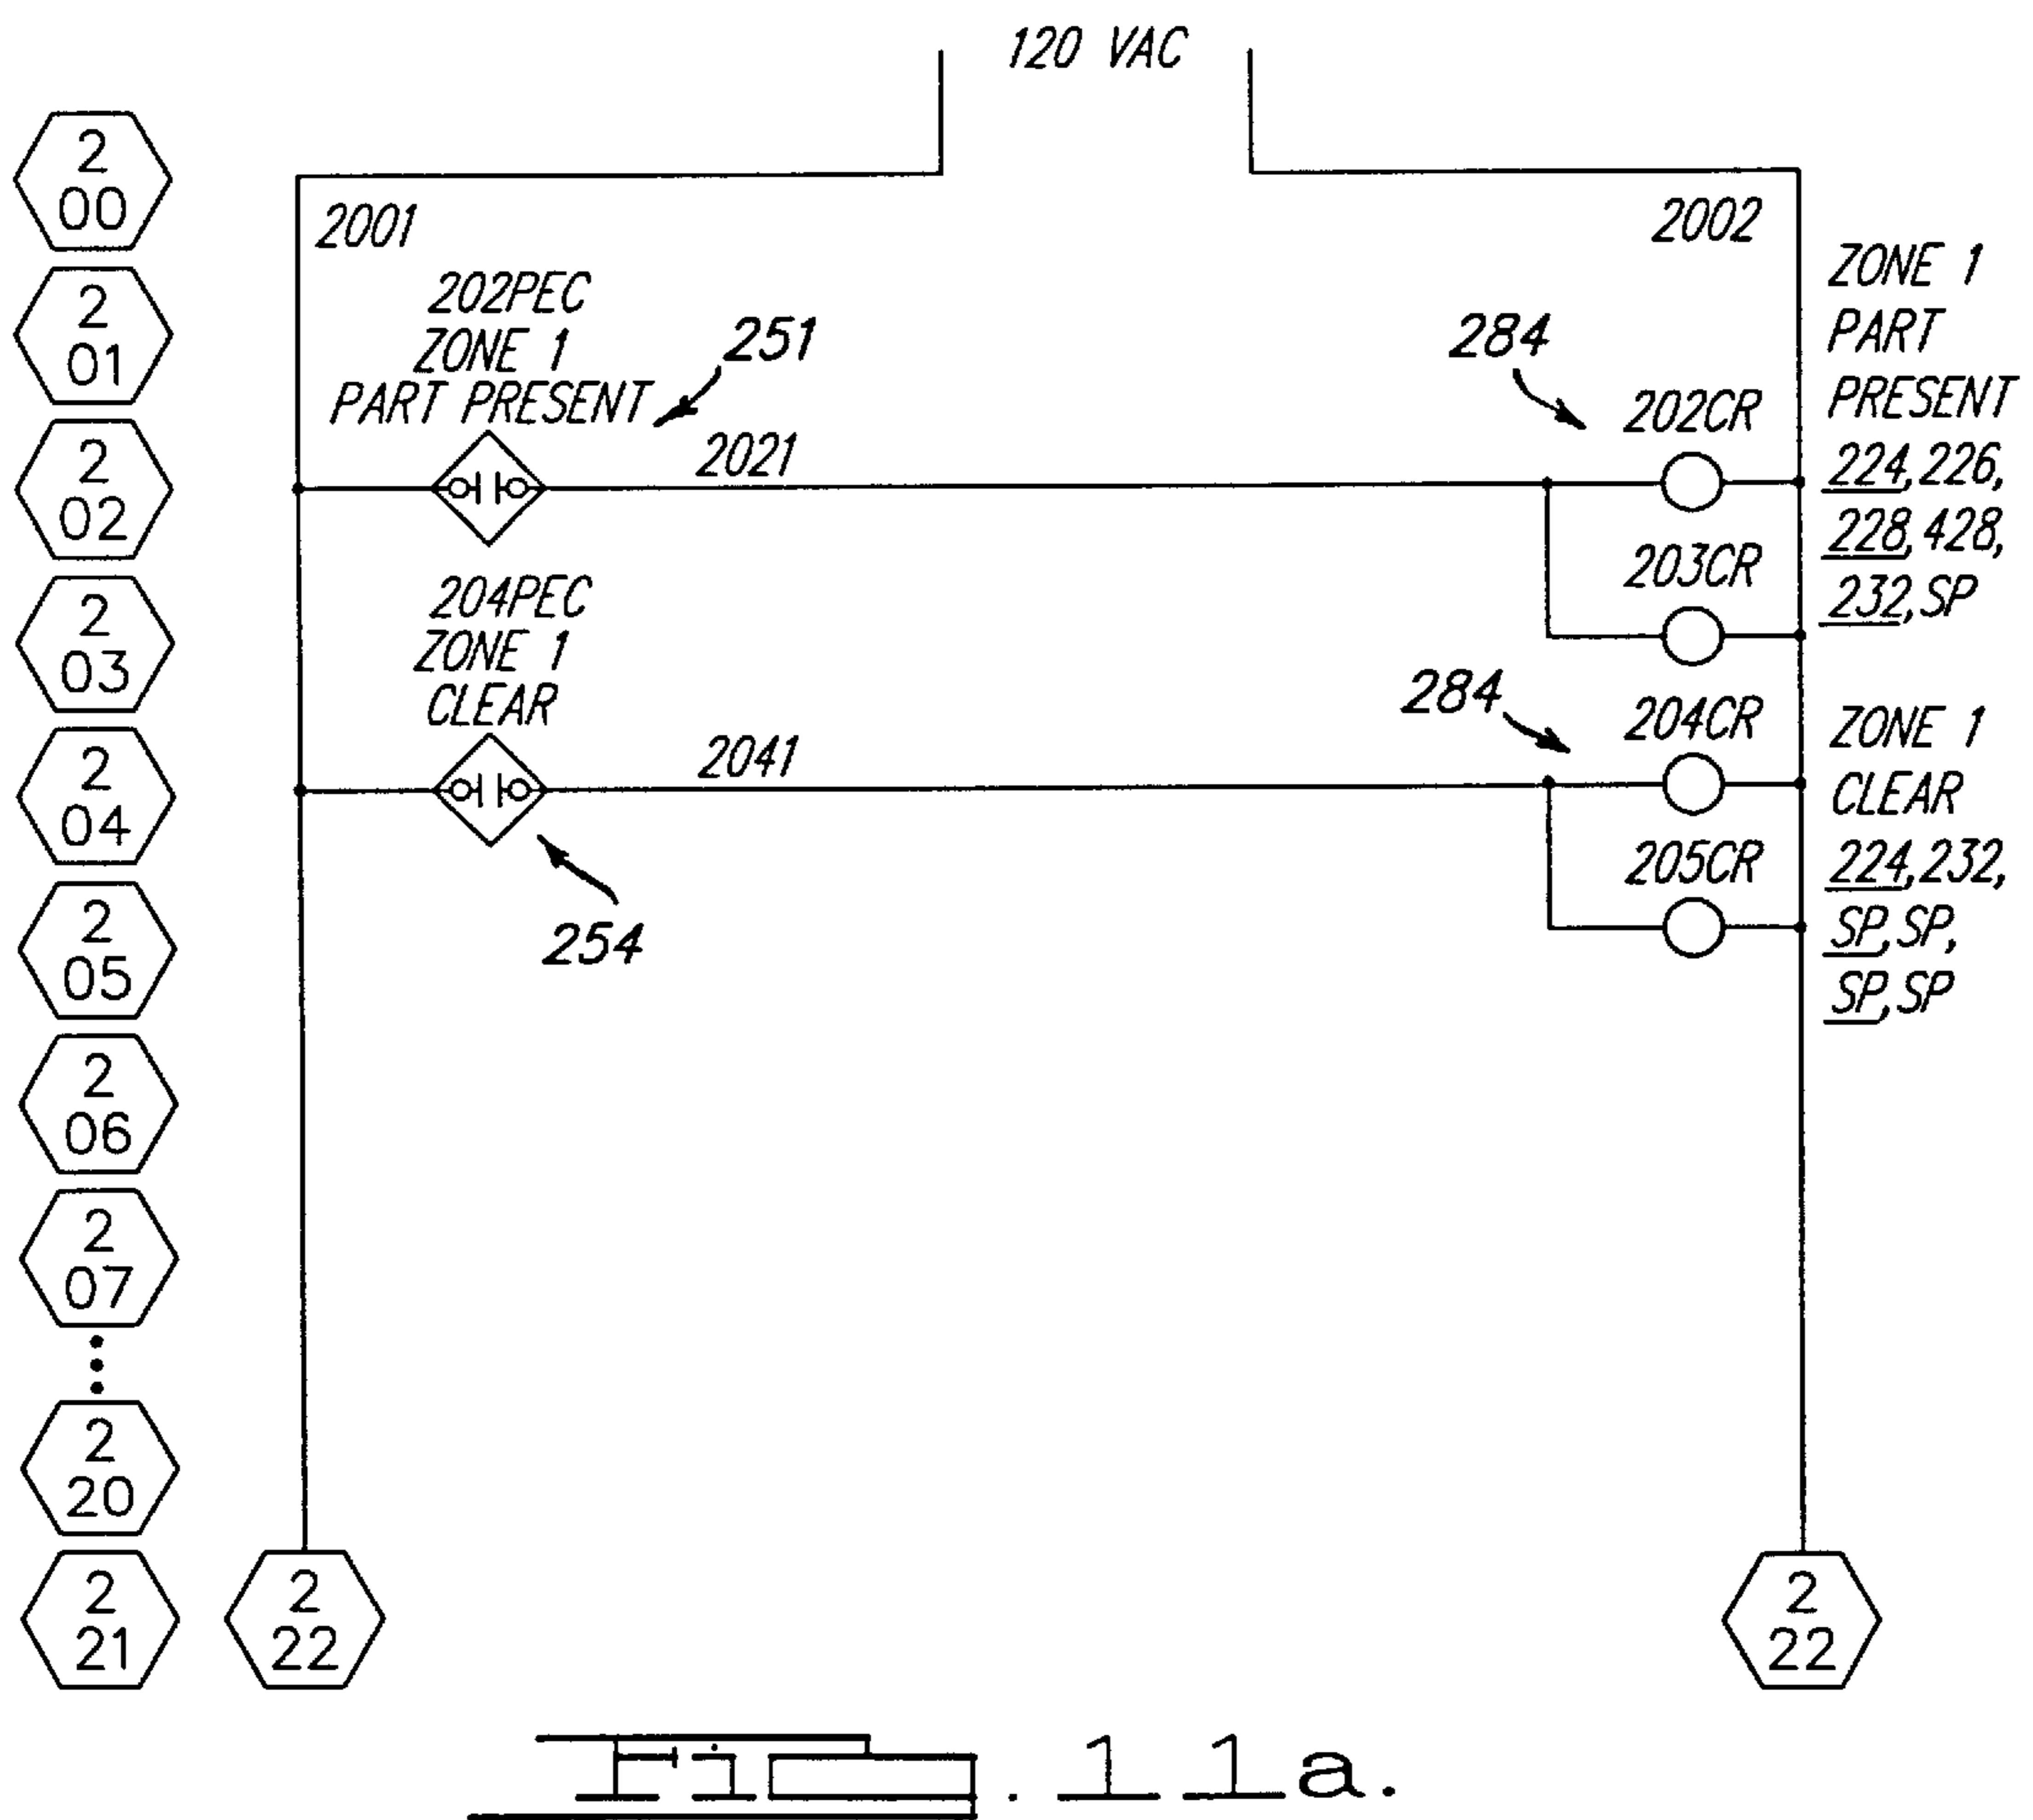 120 VAC
2
00
2001
2002
2
01
202PEC
ZONE 1
PART PRESENT
251
284
202CR
ZONE 1
PART
PRESENT
224, 226,
228, 428,
232, SP
2
02
2021
203CR
2
03
204PEC
ZONE 1
CLEAR
284
204CR
ZONE 1
CLEAR
224, 232,
SP, SP,
SP, SP
2
04
2041
205CR
254
2
05
2
06
2
07
2
20
2
21
2
22
2
22
Fig. 11a.